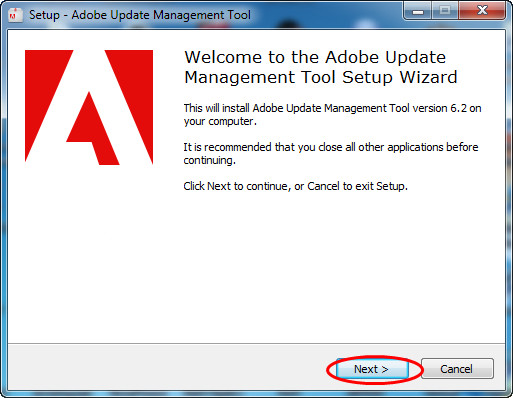 Setup - Adobe Update Management Tool
Welcome to the Adobe Update
Management Tool Setup Wizard
This will install Adobe Update Management Tool version 6.2 on
your computer.
It is recommended that you close all other applications before
continuing.
Click Next to continue, or Cancel to exit Setup.
Next >
Cancel